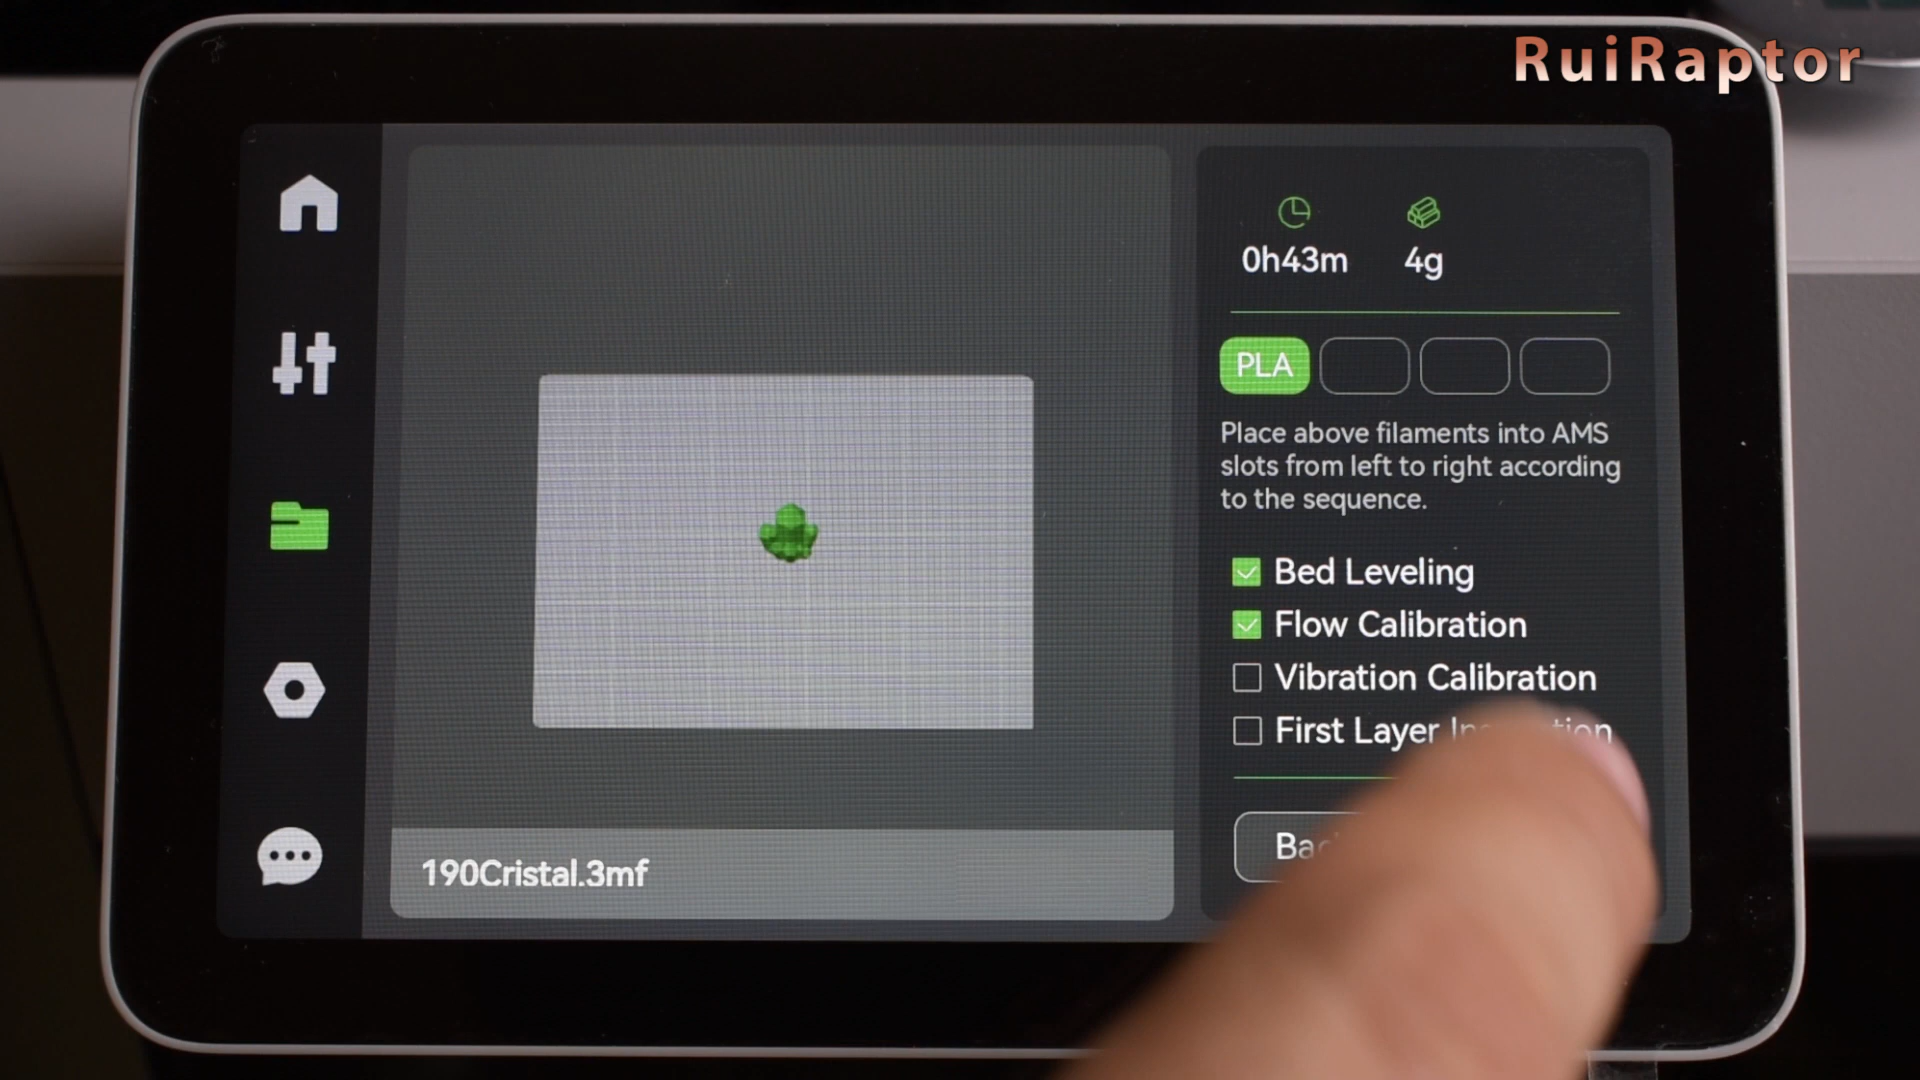 RuiRaptor
0h43m
4g
PLA
Place above filaments into AMS
slots from left to right according
to the sequence.
Bed Leveling
Flow Calibration
Vibration Calibration
First Layer
190Cristal.3mf